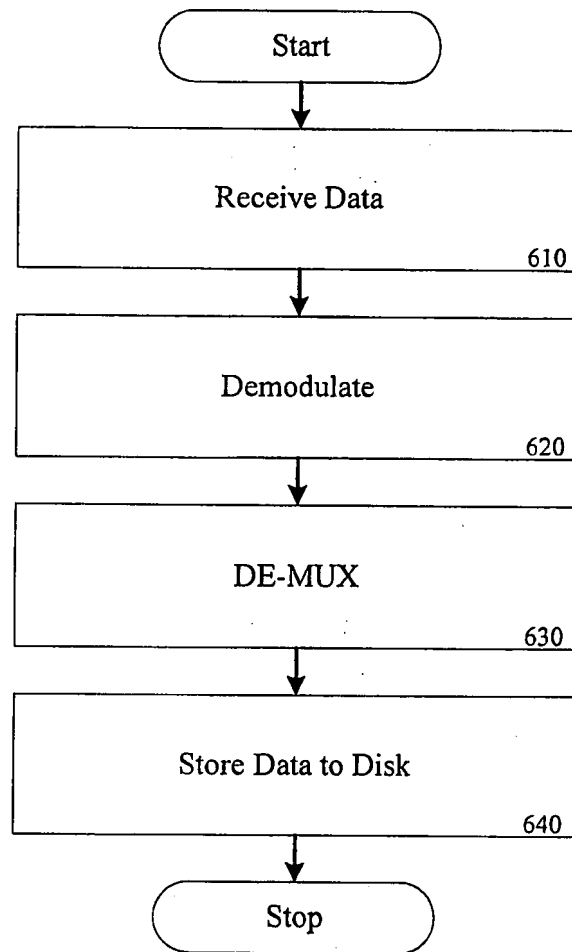 Start
Receive Data
610
Demodulate
620
DE-MUX
630
Store Data to Disk
640
Stop